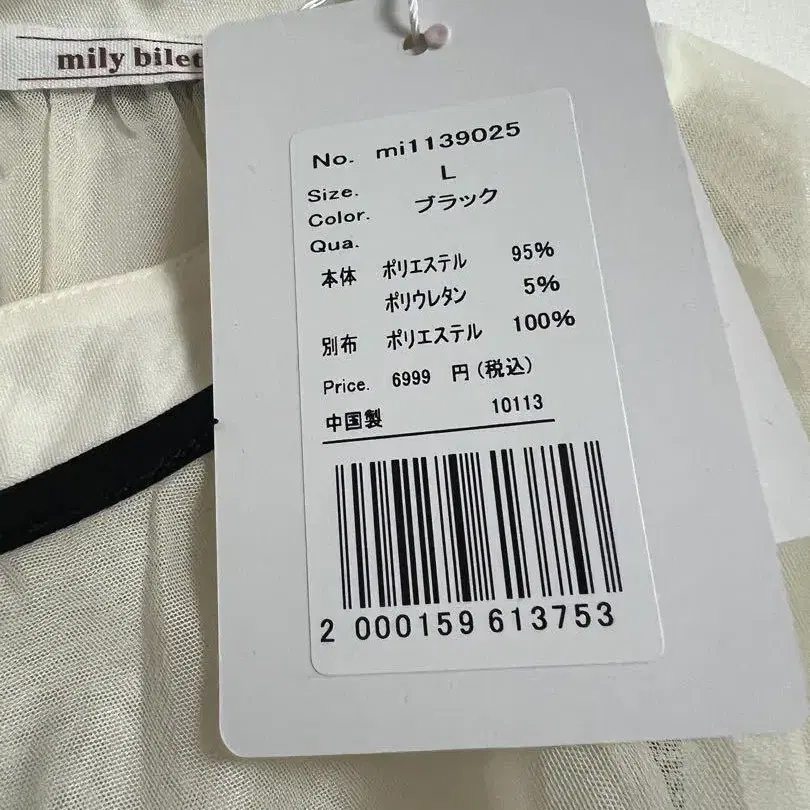 mily bilet
No. mi1139025
Size. L
Color. ブラック
Qua.
本体 ポリエステル 95%
ポリウレタン 5%
別布 ポリエステル 100%
Price. 6999 円(税込)
中国製 10113
2 000159 613753